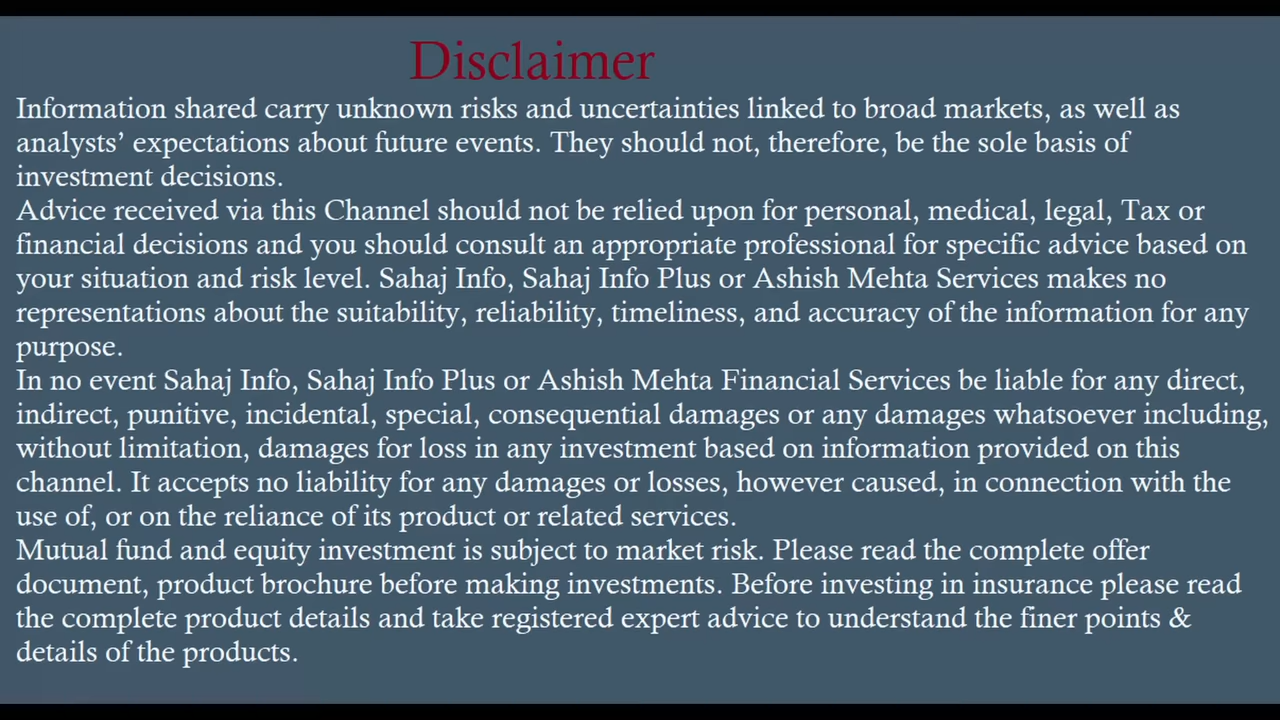 Disclaimer
Information shared carry unknown risks and uncertainties linked to broad markets, as well as
analysts’ expectations about future events. They should not, therefore, be the sole basis of
investment decisions.
Advice received via this Channel should not be relied upon for personal, medical, legal, Tax or
financial decisions and you should consult an appropriate professional for specific advice based on
your situation and risk level. Sahaj Info, Sahaj Info Plus or Ashish Mehta Services makes no
representations about the suitability, reliability, timeliness, and accuracy of the information for any
purpose.
In no event Sahaj Info, Sahaj Info Plus or Ashish Mehta Financial Services be liable for any direct,
indirect, punitive, incidental, special, consequential damages or any damages whatsoever including,
without limitation, damages for loss in any investment based on information provided on this
channel. It accepts no liability for any damages or losses, however caused, in connection with the
use of, or on the reliance of its product or related services.
Mutual fund and equity investment is subject to market risk. Please read the complete offer
document, product brochure before making investments. Before investing in insurance please read
the complete product details and take registered expert advice to understand the finer points &
details of the products.